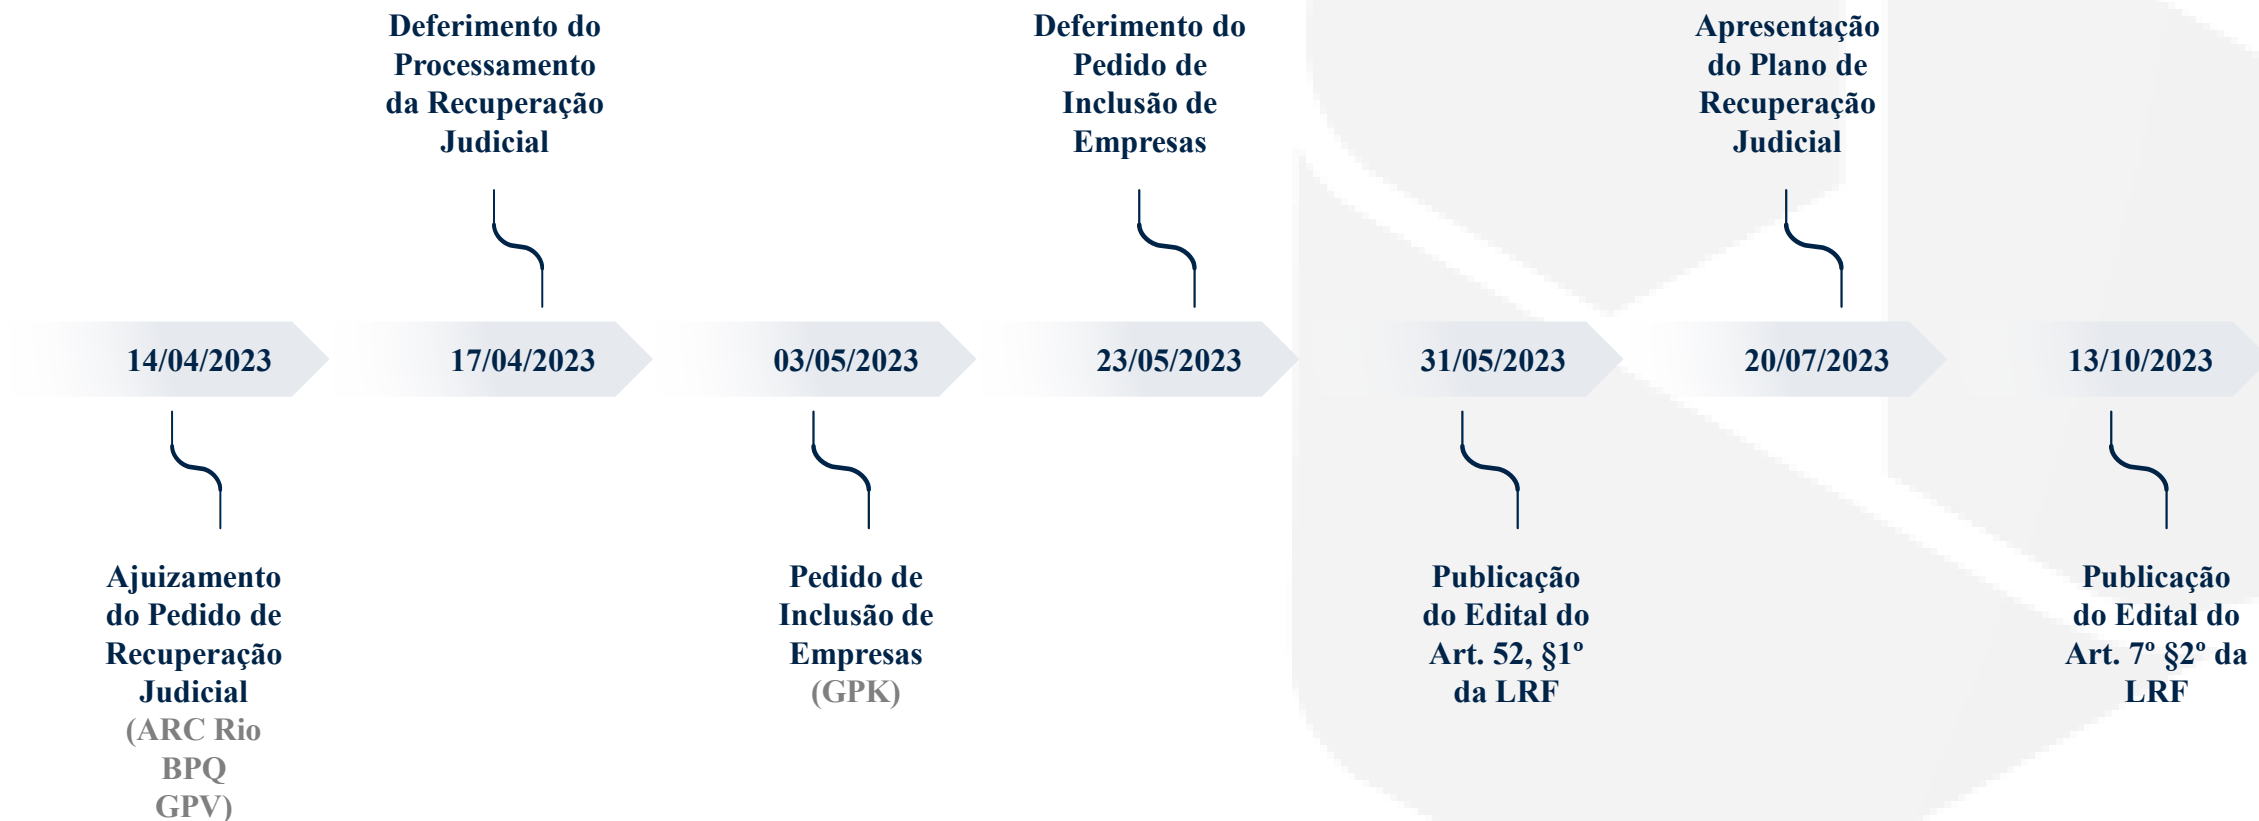 Deferimento do
Processamento
da Recuperação
Judicial
Deferimento do
Pedido de
Inclusão de
Empresas
Apresentação
do Plano de
Recuperação
Judicial
14/04/2023
17/04/2023
03/05/2023
23/05/2023
31/05/2023
20/07/2023
13/10/2023
Ajuizamento
do Pedido de
Recuperação
Judicial
(ARC Rio
BPQ
GPV)
Pedido de
Inclusão de
Empresas
(GPK)
Publicação
do Edital do
Art. 52, §1º
da LRF
Publicação
do Edital do
Art. 7º §2º da
LRF